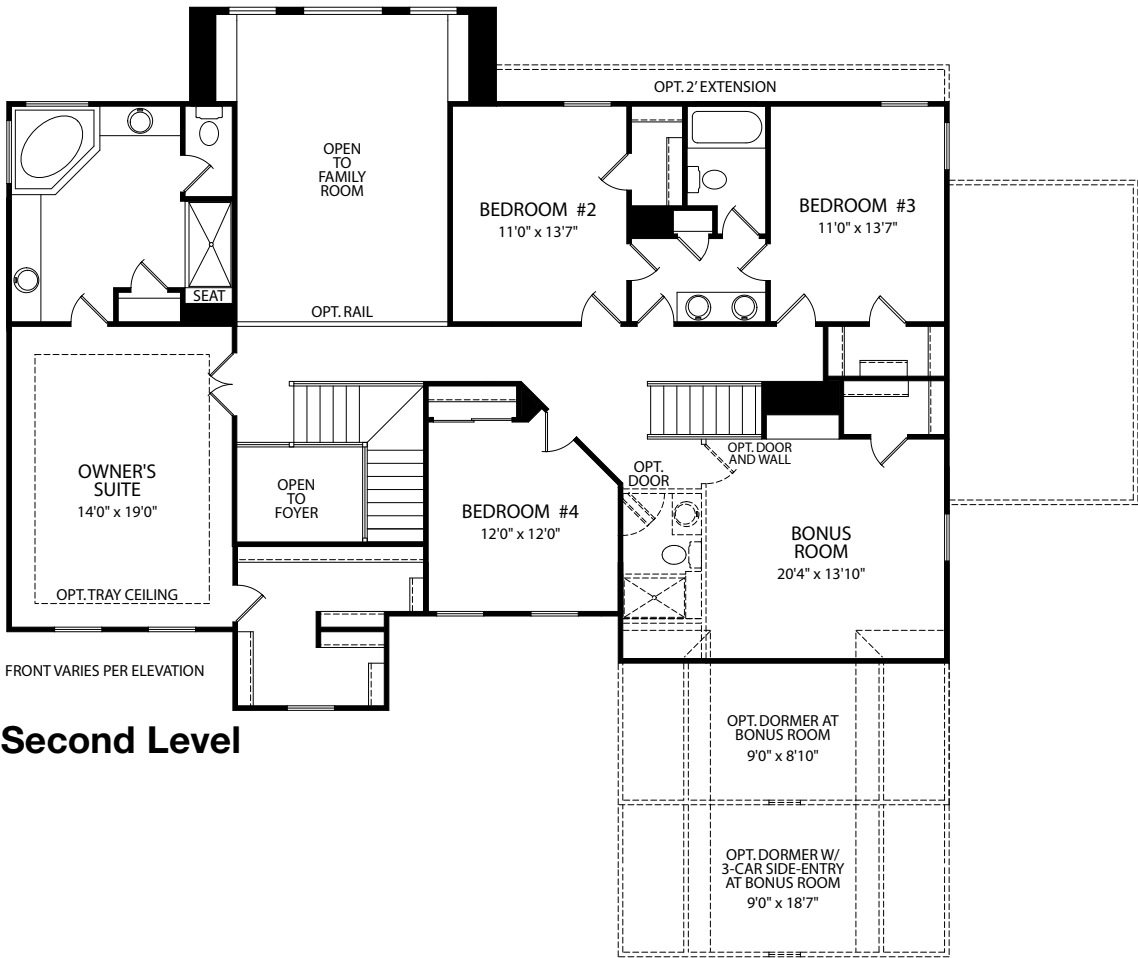 OPT. 2' EXTENSION
OPEN
TO
FAMILY
ROOM
BEDROOM #2
11'0" x 13'7"
BEDROOM #3
11'0" x 13'7"
SEAT
OPT. RAIL
OWNER'S
SUITE
14'0" x 19'0"
OPT. TRAY CEILING
OPEN
TO
FOYER
BEDROOM #4
12'0" x 12'0"
OPT.
DOOR
OPT. DOOR
AND WALL
BONUS
ROOM
20'4" x 13'10"
FRONT VARIES PER ELEVATION
Second Level
OPT. DORMER AT
BONUS ROOM
9'0" x 8'10"
OPT. DORMER W/
3-CAR SIDE-ENTRY
AT BONUS ROOM
9'0" x 18'7"